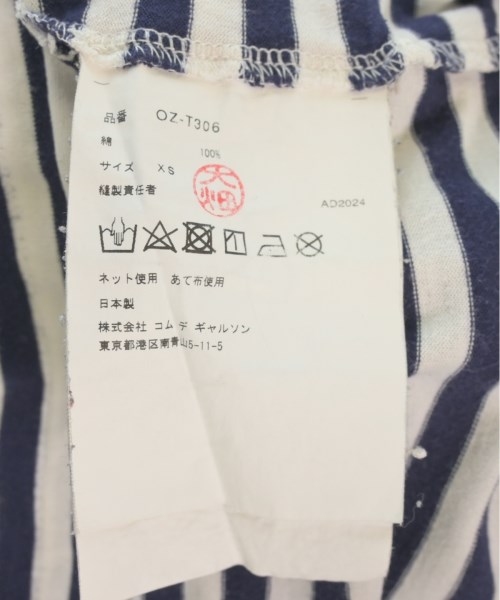 品番 OZ-T306
綿 100%
サイズ XS
縫製責任者 大畑
AD2024
ネット使用 あて布使用
日本製
株式会社 コム デ ギャルソン
東京都港区南青山5-11-5